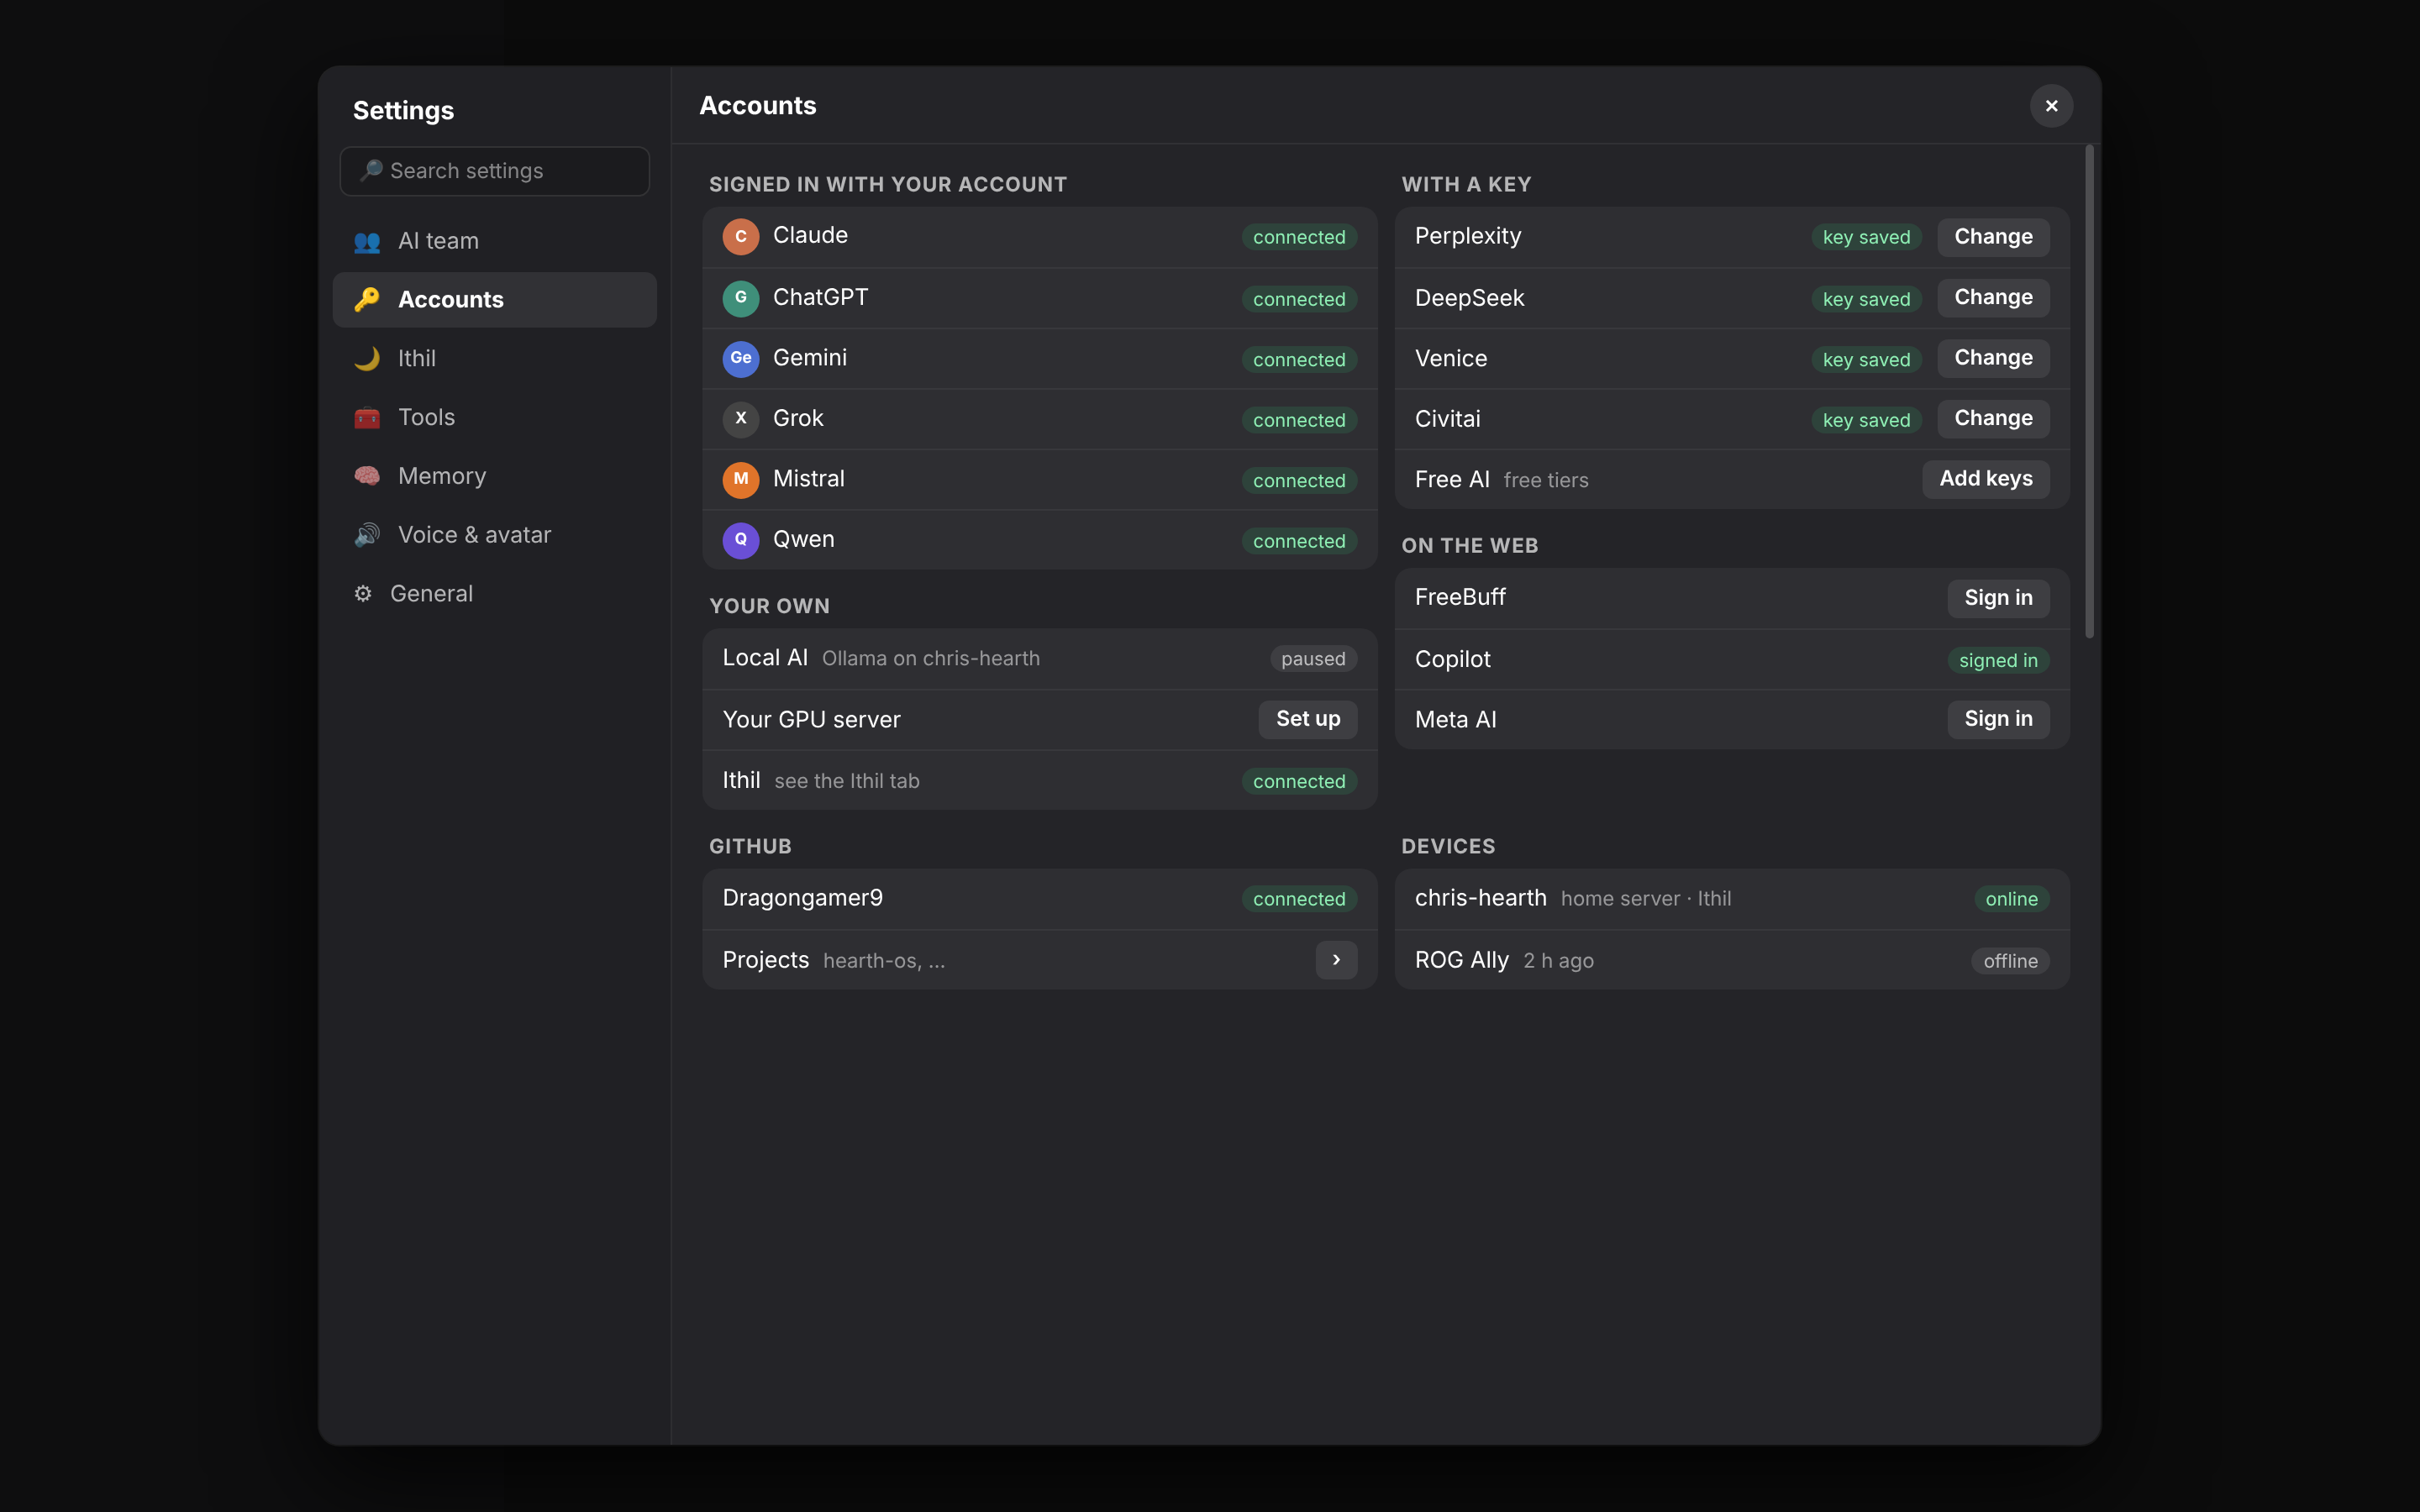 Settings
🔎 Search settings
👥 AI team
🔑 Accounts
🌙 Ithil
🧰 Tools
🧠 Memory
🔊 Voice & avatar
⚙ General
Accounts
×
SIGNED IN WITH YOUR ACCOUNT
C Claude connected
G ChatGPT connected
Ge Gemini connected
X Grok connected
M Mistral connected
Q Qwen connected
YOUR OWN
Local AI Ollama on chris-hearth paused
Your GPU server Set up
Ithil see the Ithil tab connected
WITH A KEY
Perplexity key saved Change
DeepSeek key saved Change
Venice key saved Change
Civitai key saved Change
Free AI free tiers Add keys
ON THE WEB
FreeBuff Sign in
Copilot signed in
Meta AI Sign in
GITHUB
Dragongamer9 connected
Projects hearth-os, ... ›
DEVICES
chris-hearth home server · Ithil online
ROG Ally 2 h ago offline